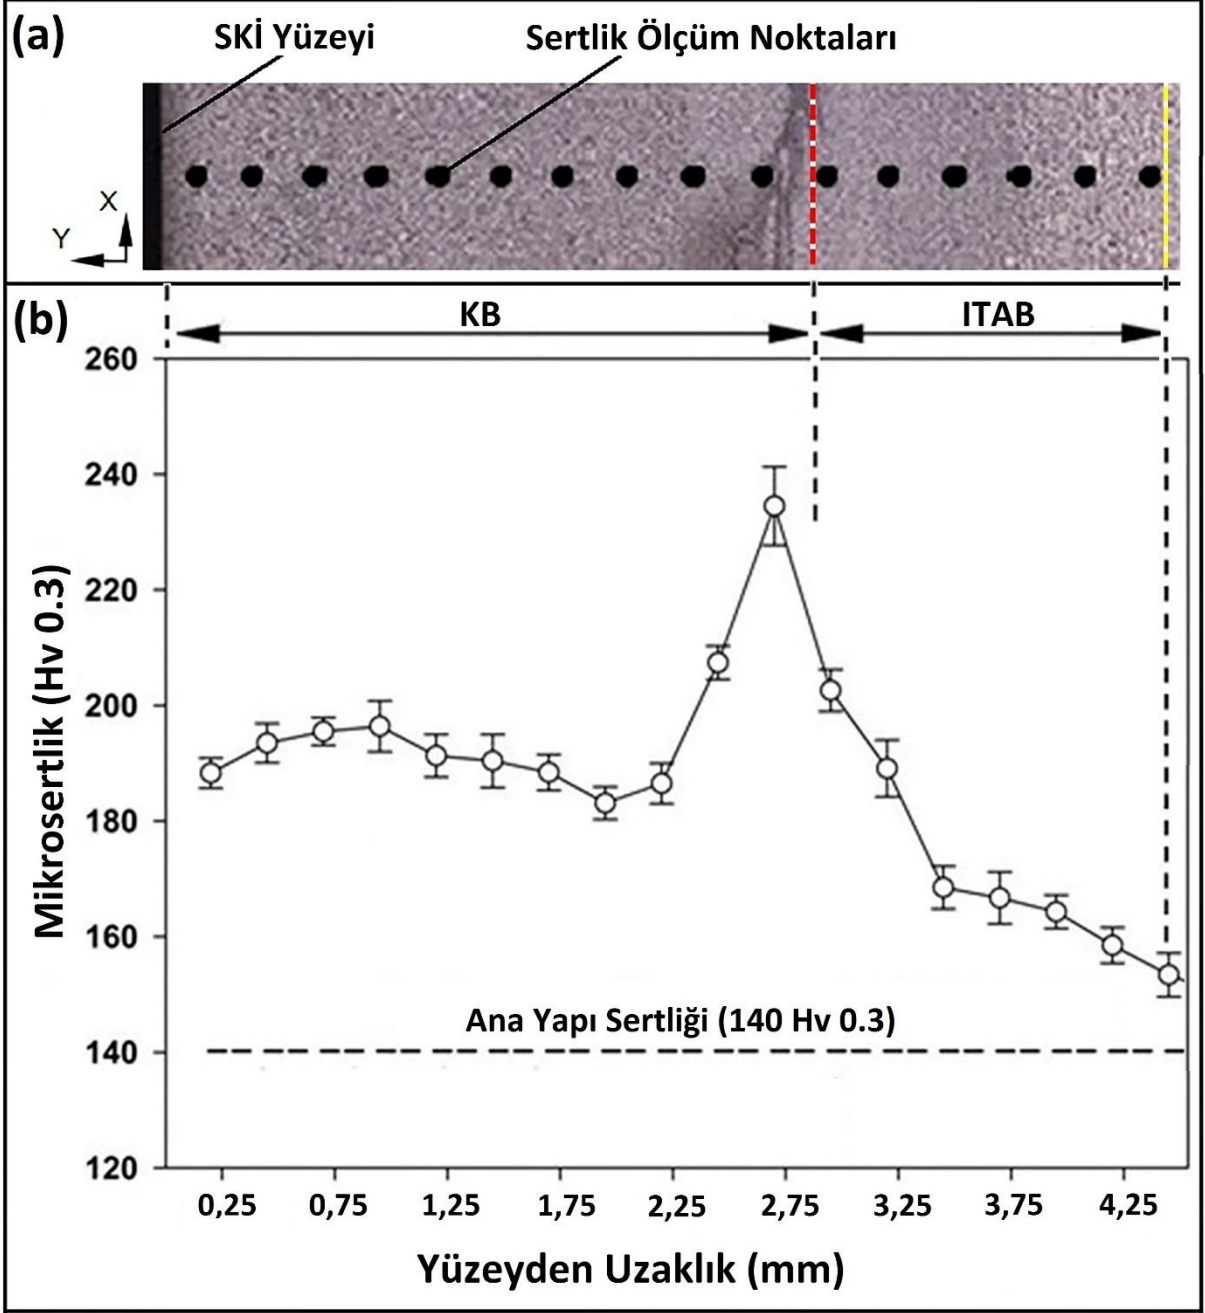 (a)
SKİ Yüzeyi
Sertlik Ölçüm Noktaları
X
Y
(b)
KB
ITAB
260
240
220
200
180
160
140
120
Mikrosertlik (Hv 0.3)
Ana Yapı Sertliği (140 Hv 0.3)
0,25 0,75 1,25 1,75 2,25 2,75 3,25 3,75 4,25
Yüzeyden Uzaklık (mm)